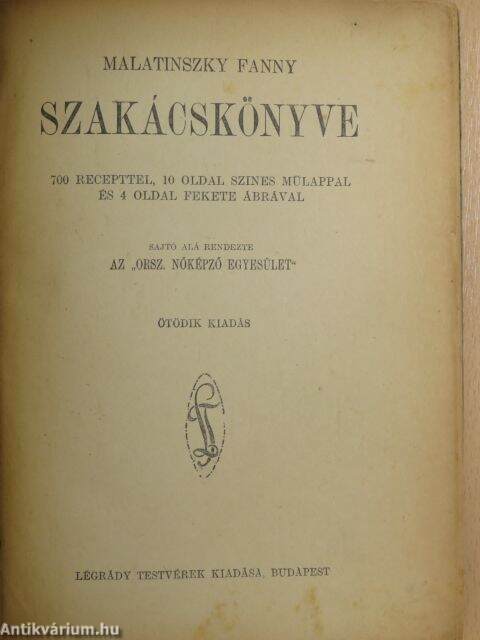 MALATINSZKY FANNY
SZAKÁCSKÖNYVE
700 RECEPTTEL, 10 OLDAL SZINES MŰLAPPAL
ÉS 4 OLDAL FEKETE ÁBRÁVAL
SAJTÓ ALÁ RENDEZTE
AZ „ORSZ. NŐKÉPZŐ EGYESÜLET“
ÖTÖDIK KIADÁS
LÉGRÁDY TESTVÉREK KIADÁSA, BUDAPEST
Antikvárium.hu